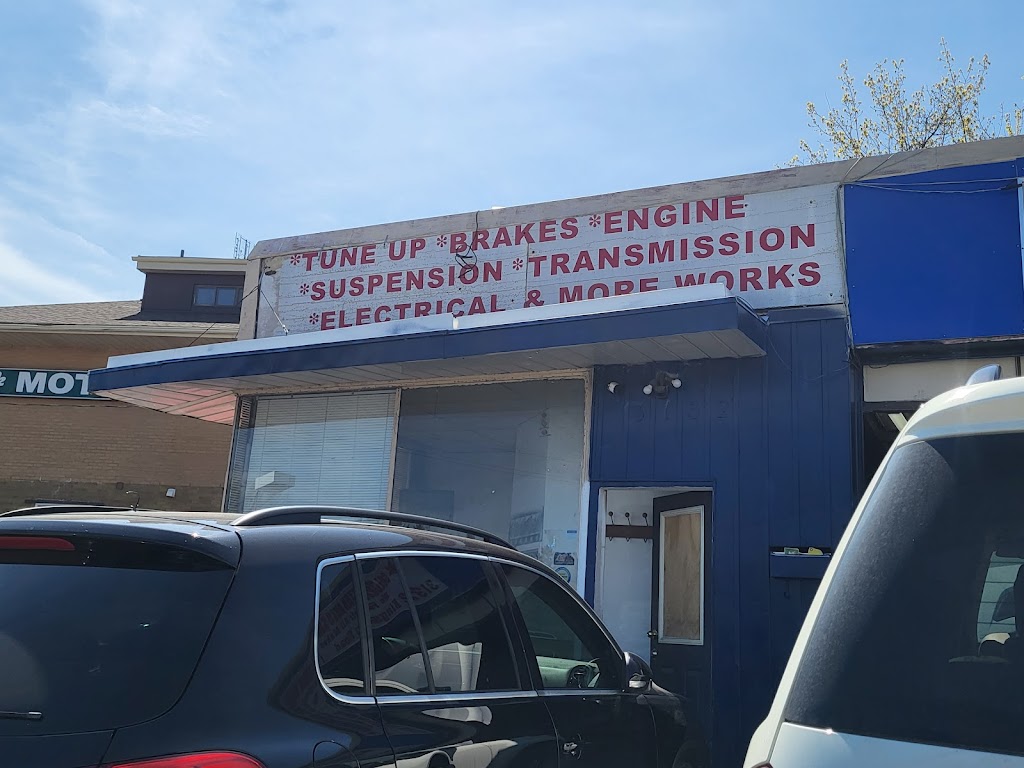 *TUNE UP *BRAKES *ENGINE
*SUSPENSION *TRANSMISSION
*ELECTRICAL & MORE WORKS
& MOT